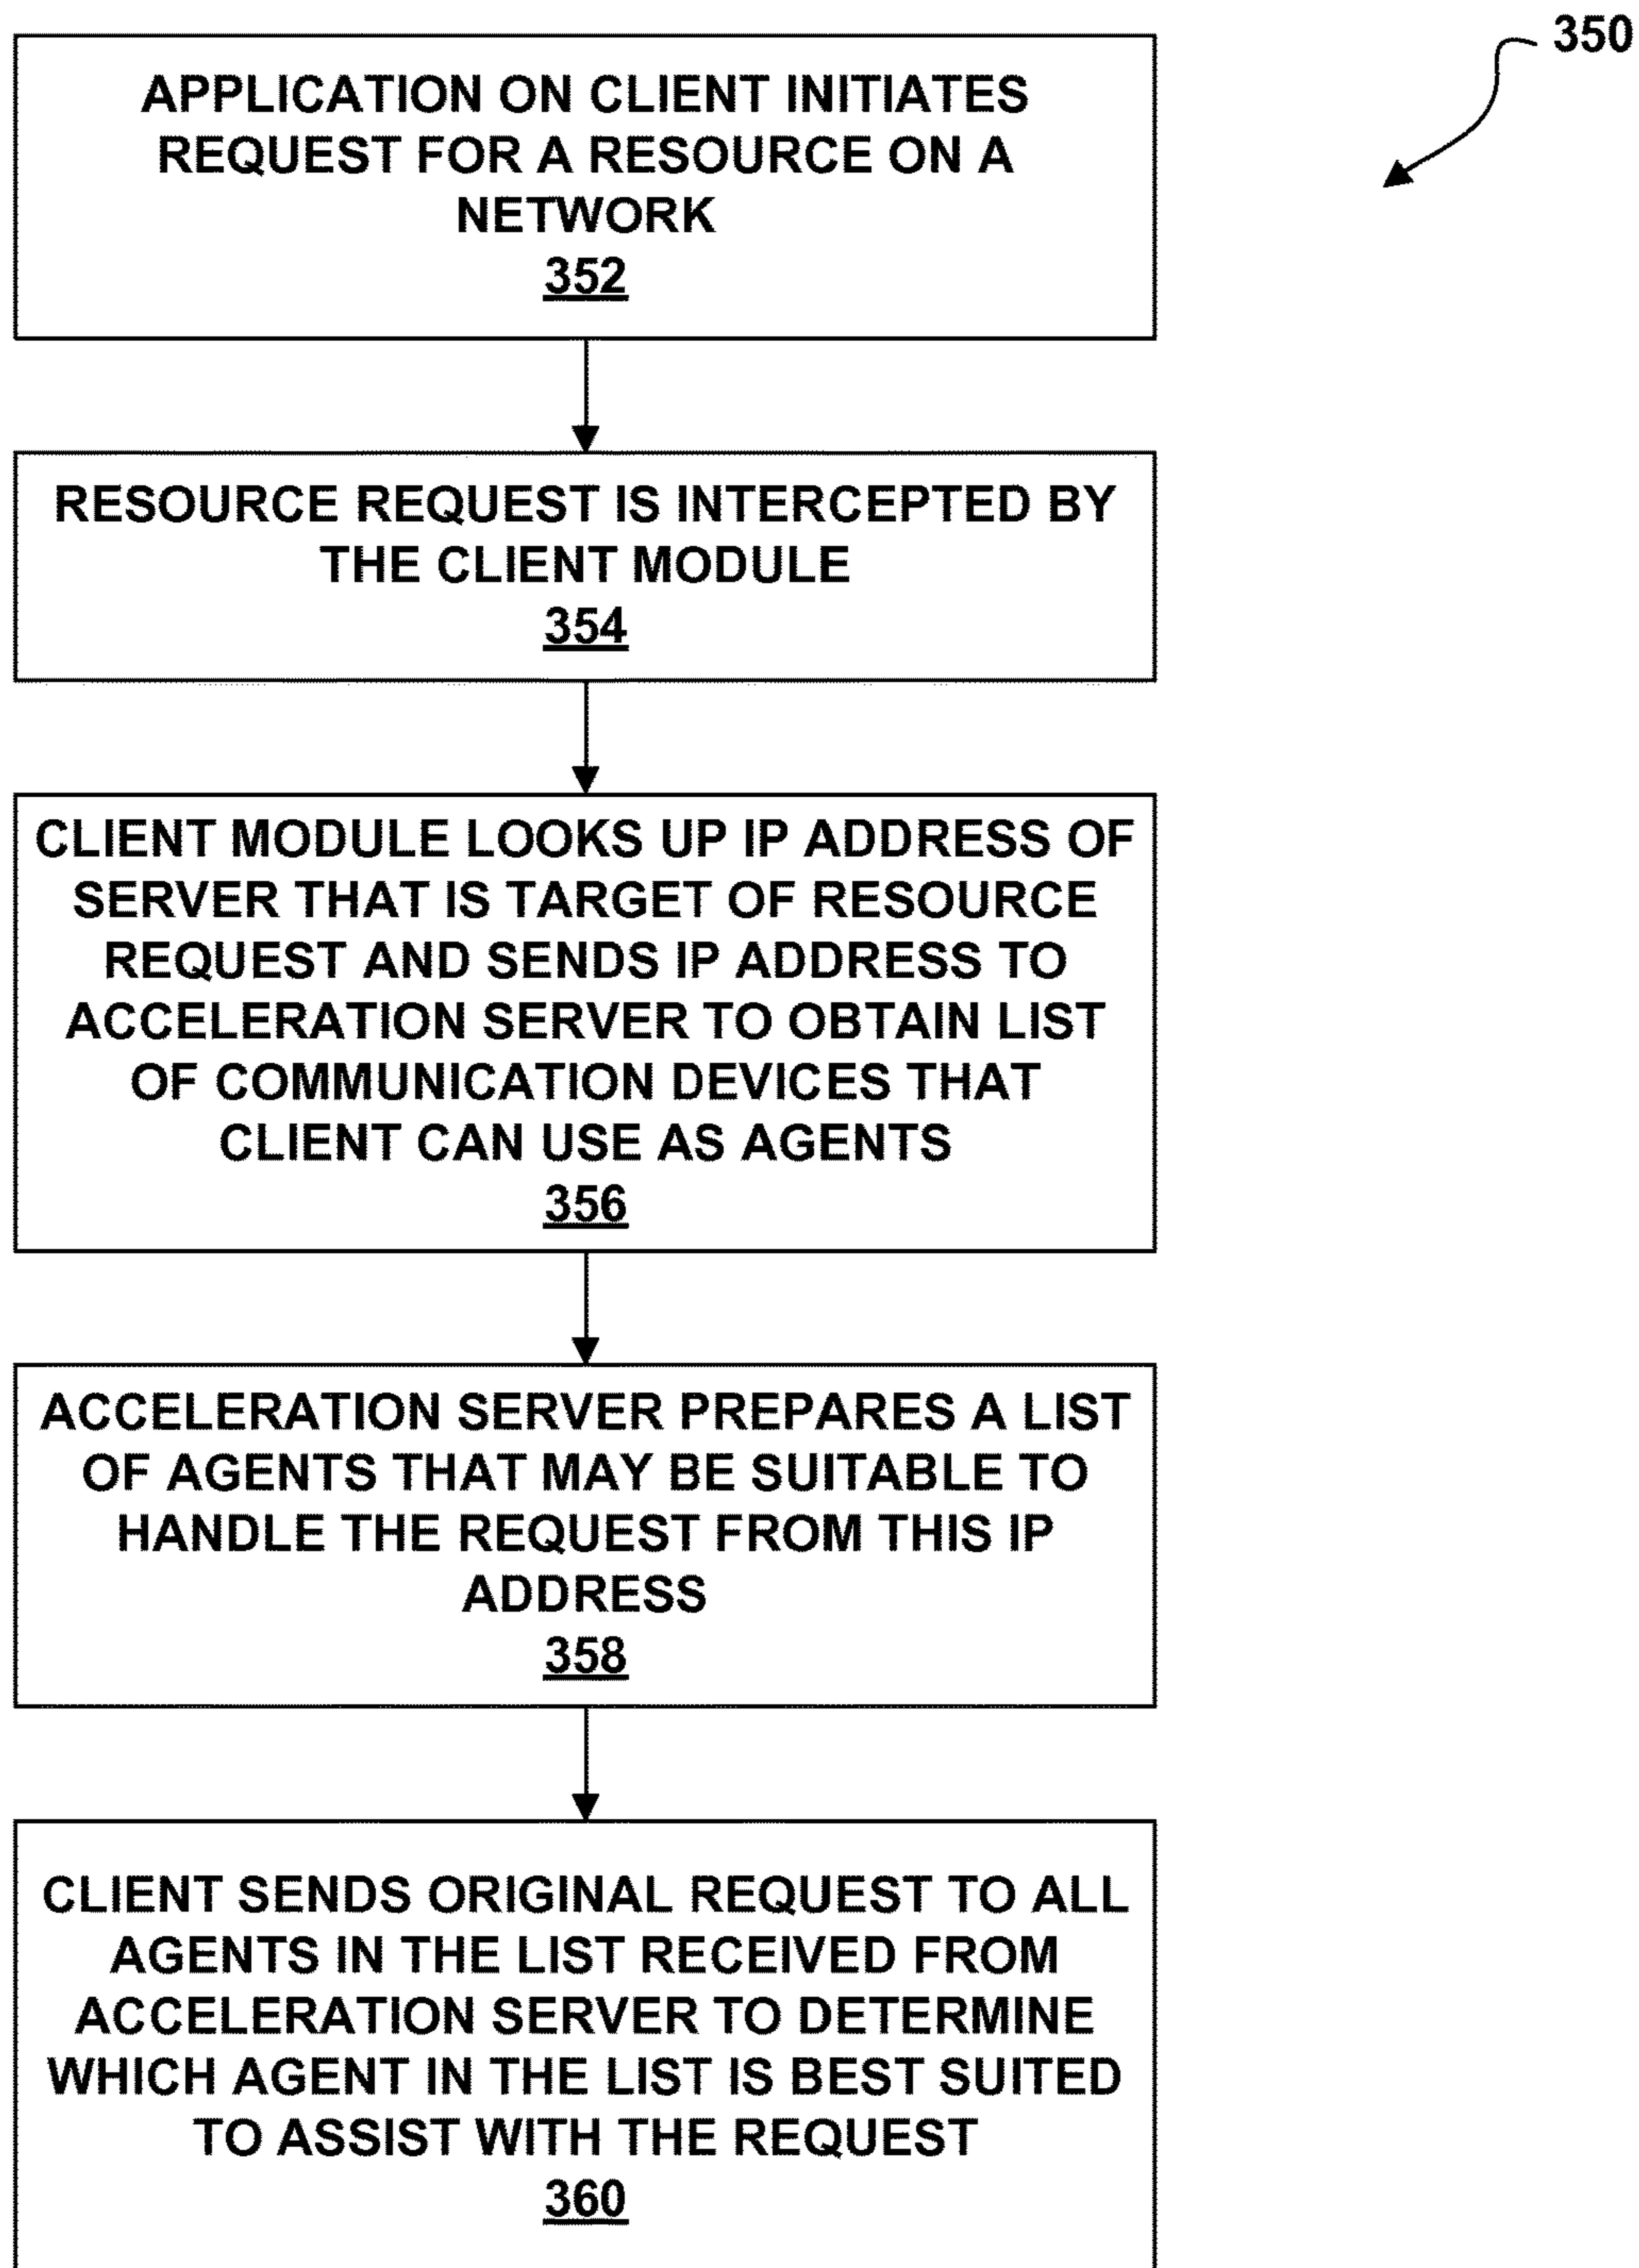 350
APPLICATION ON CLIENT INITIATES
REQUEST FOR A RESOURCE ON A
NETWORK
352
RESOURCE REQUEST IS INTERCEPTED BY
THE CLIENT MODULE
354
CLIENT MODULE LOOKS UP IP ADDRESS OF
SERVER THAT IS TARGET OF RESOURCE
REQUEST AND SENDS IP ADDRESS TO
ACCELERATION SERVER TO OBTAIN LIST
OF COMMUNICATION DEVICES THAT
CLIENT CAN USE AS AGENTS
356
ACCELERATION SERVER PREPARES A LIST
OF AGENTS THAT MAY BE SUITABLE TO
HANDLE THE REQUEST FROM THIS IP
ADDRESS
358
CLIENT SENDS ORIGINAL REQUEST TO ALL
AGENTS IN THE LIST RECEIVED FROM
ACCELERATION SERVER TO DETERMINE
WHICH AGENT IN THE LIST IS BEST SUITED
TO ASSIST WITH THE REQUEST
360